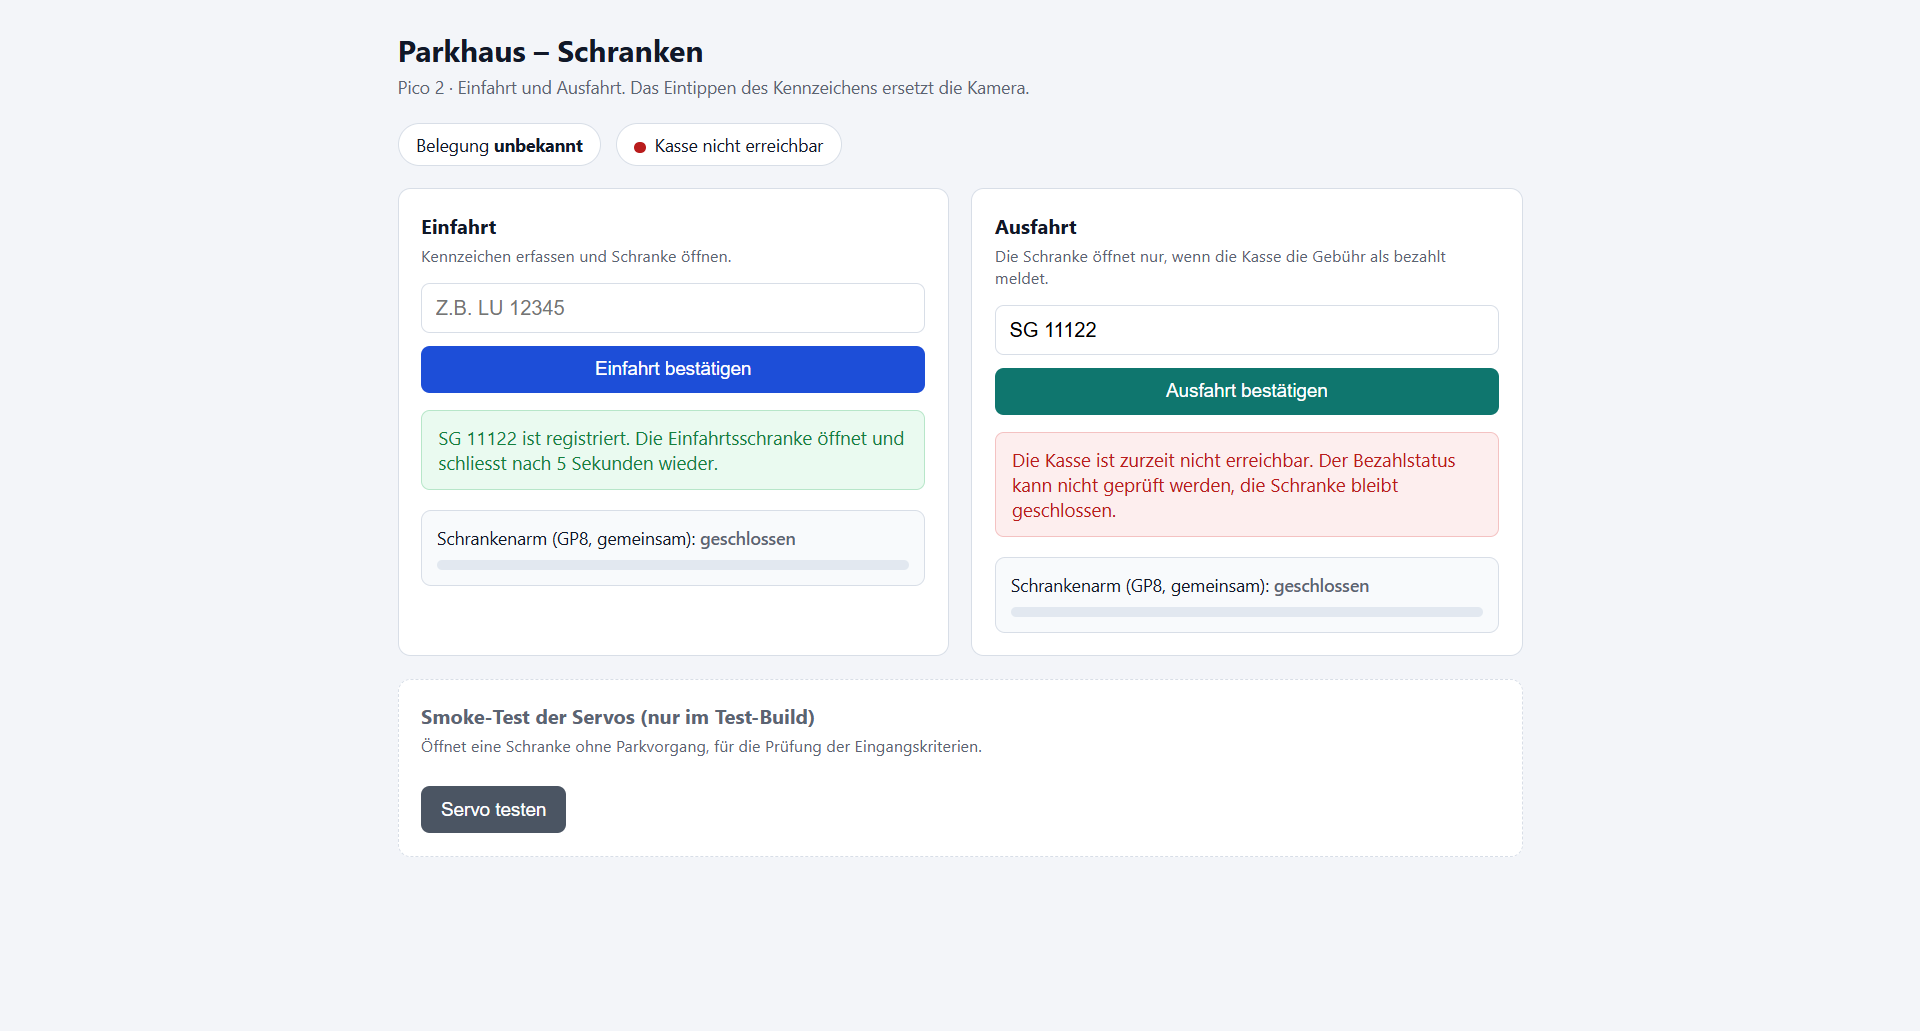 Parkhaus – Schranken
Pico 2 · Einfahrt und Ausfahrt. Das Eintippen des Kennzeichens ersetzt die Kamera.
Belegung unbekannt
Kasse nicht erreichbar
Einfahrt
Kennzeichen erfassen und Schranke öffnen.
Z.B. LU 12345
Einfahrt bestätigen
SG 11122 ist registriert. Die Einfahrtsschranke öffnet und
schliesst nach 5 Sekunden wieder.
Schrankenarm (GP8, gemeinsam): geschlossen
Ausfahrt
Die Schranke öffnet nur, wenn die Kasse die Gebühr als bezahlt
meldet.
SG 11122
Ausfahrt bestätigen
Die Kasse ist zurzeit nicht erreichbar. Der Bezahlstatus
kann nicht geprüft werden, die Schranke bleibt
geschlossen.
Schrankenarm (GP8, gemeinsam): geschlossen
Smoke-Test der Servos (nur im Test-Build)
Öffnet eine Schranke ohne Parkvorgang, für die Prüfung der Eingangskriterien.
Servo testen